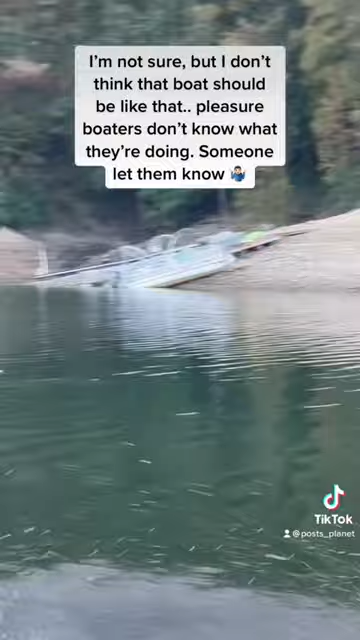 I'm not sure, but I don't
think that boat should
be like that.. pleasure
boaters don't know what
they're doing. Someone
let them know 🤷🏻‍♂️
TikTok
@posts_planet